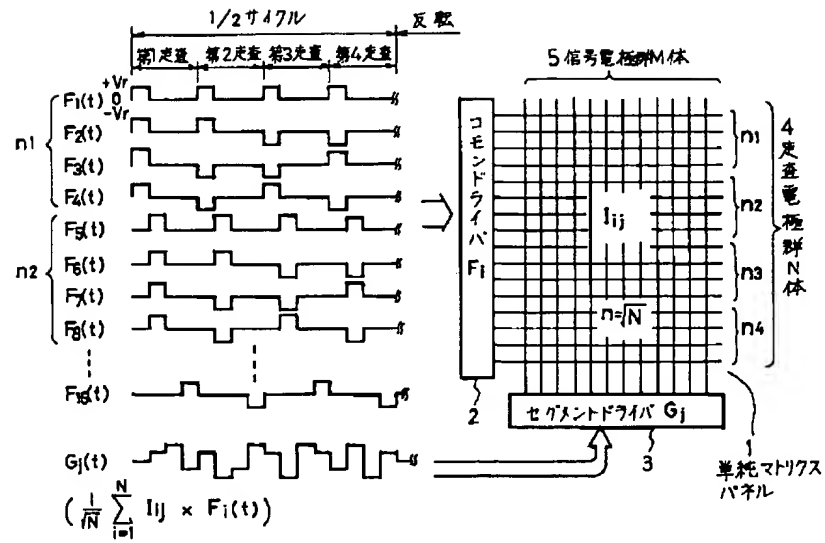 1/2サイクル
反転
第1走査 第2走査 第3走査 第4走査
+Vr
0
-Vr
F1(t)
F2(t)
F3(t)
F4(t)
n1
F5(t)
F6(t)
F7(t)
F8(t)
n2
F16(t)
Gj(t)
( 1/√N N Σ i=1 Iij × Fi(t) )
5信号電極群M体
コモンドライバ Fi
2
Iij
n=√N
n1
n2
n3
n4
4走査電極群N体
セグメントドライバ Gj
3
1
単純マトリクス
パネル